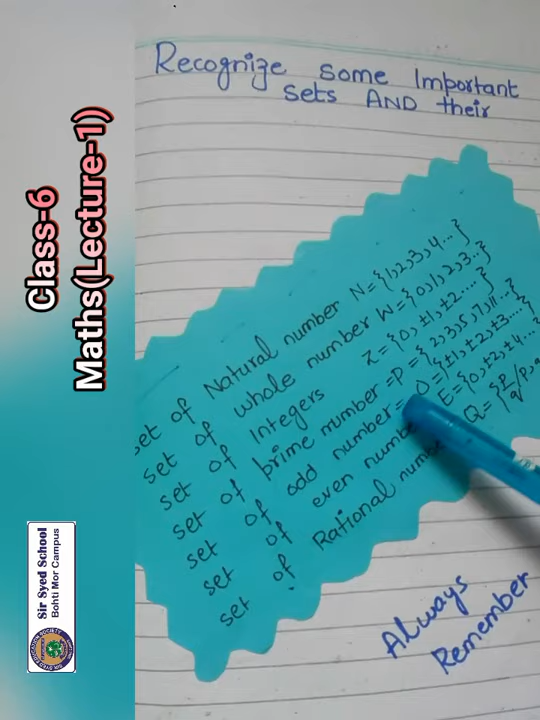 Class-6
Maths(Lecture-1)
Sir Syed School
Bohti Mor Campus
Recognize some Important
sets AND their
set of Natural number N={1,2,3,4...}
set of whole number W={0,1,2,3..}
set of Integers Z={0,±1,±2....}
set of prime number =P={2,3,5,7,11...}
set of odd number= O={±1,±2,±3....
set of even numbe E={0,±2,±4...
set of Rational numbe Q={p/q/p,q
Always
Remember